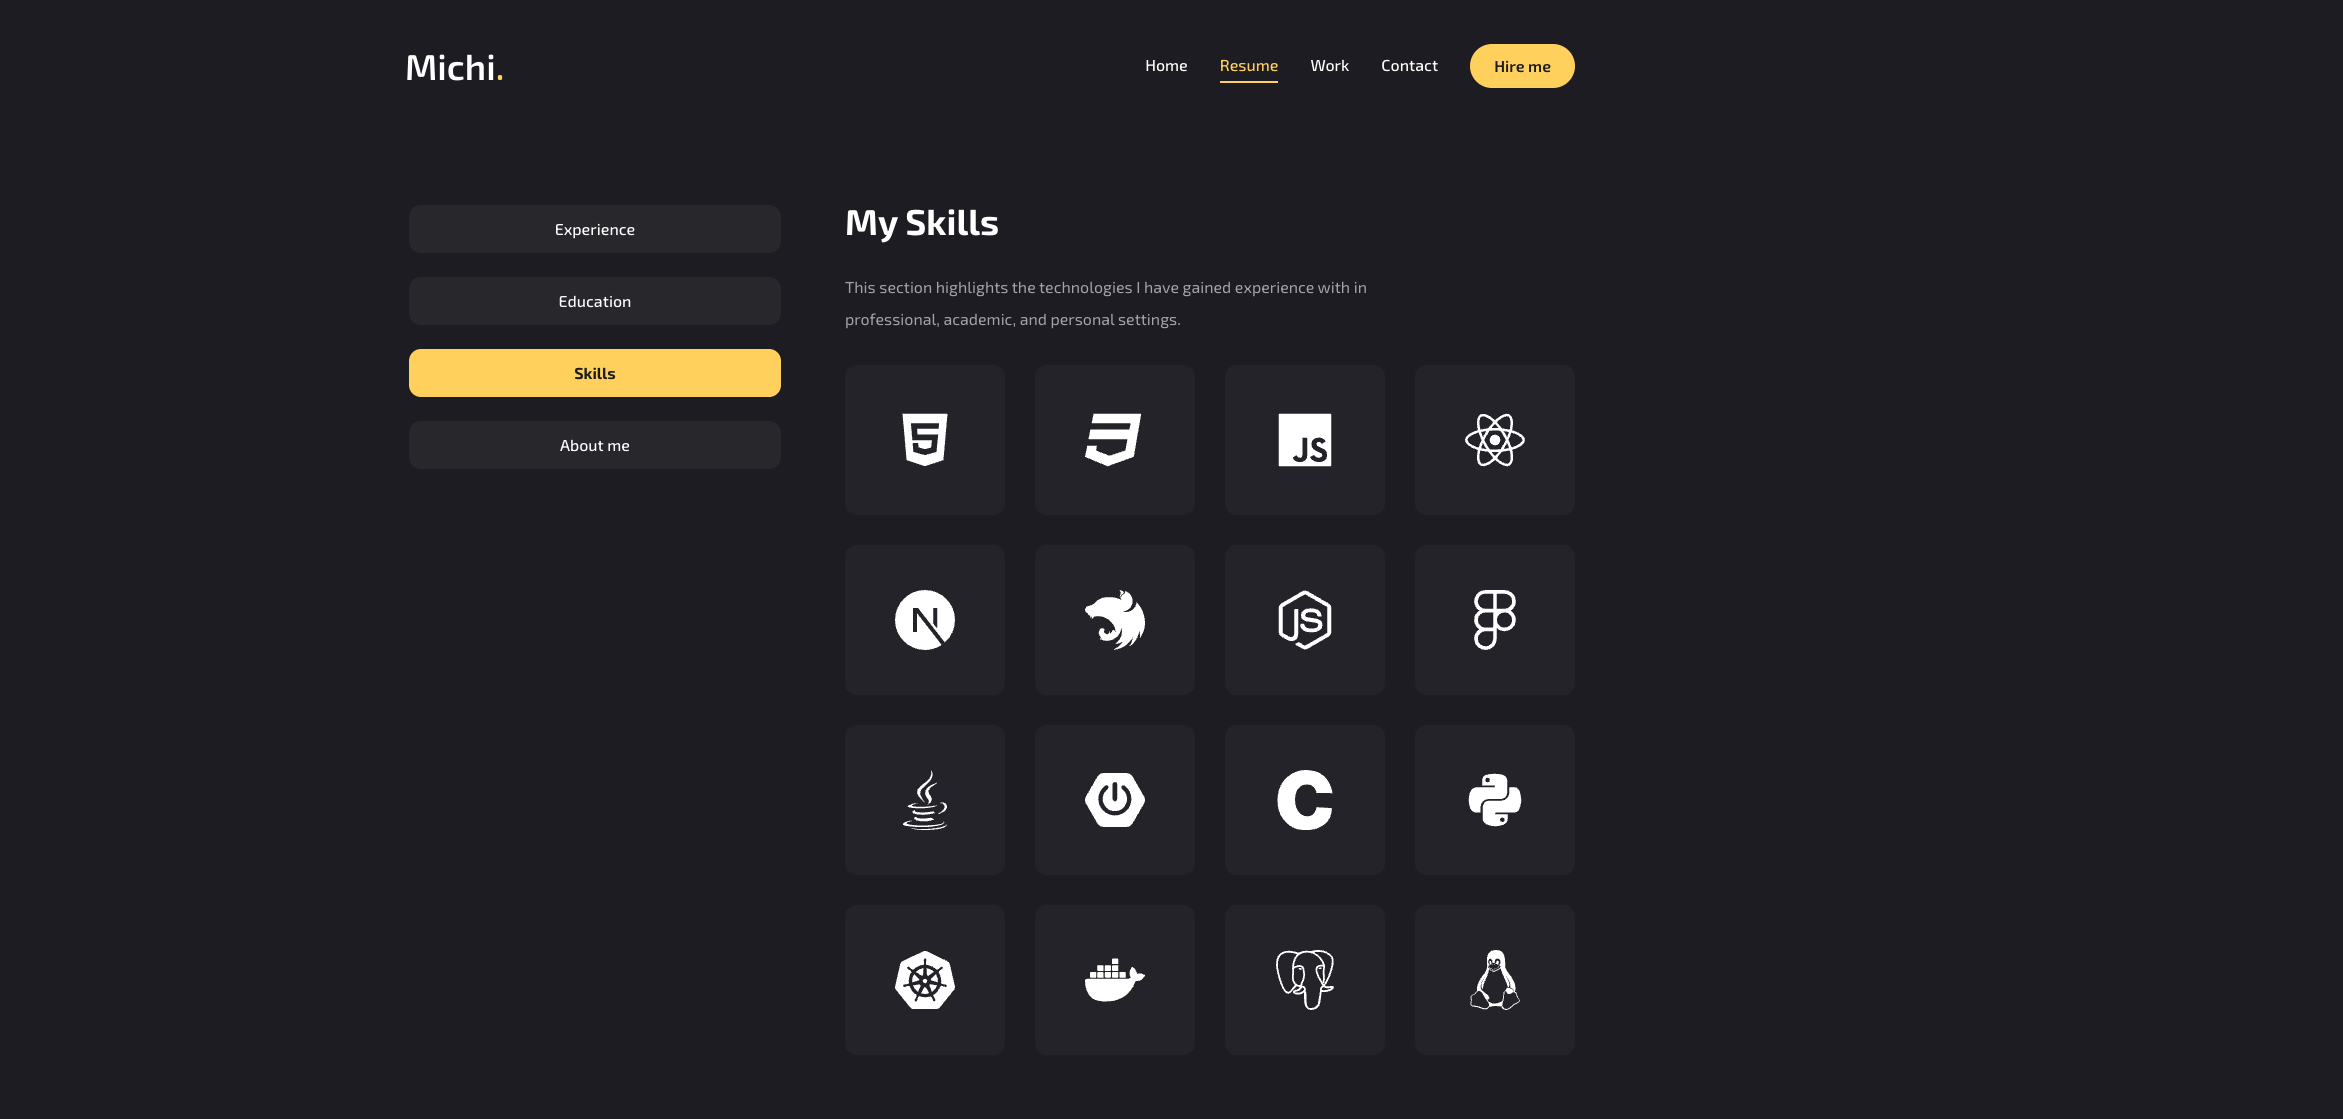 Michi.
Home Resume Work Contact Hire me
Experience
Education
Skills
About me
My Skills
This section highlights the technologies I have gained experience with in
professional, academic, and personal settings.
5
JS
N
JS
C